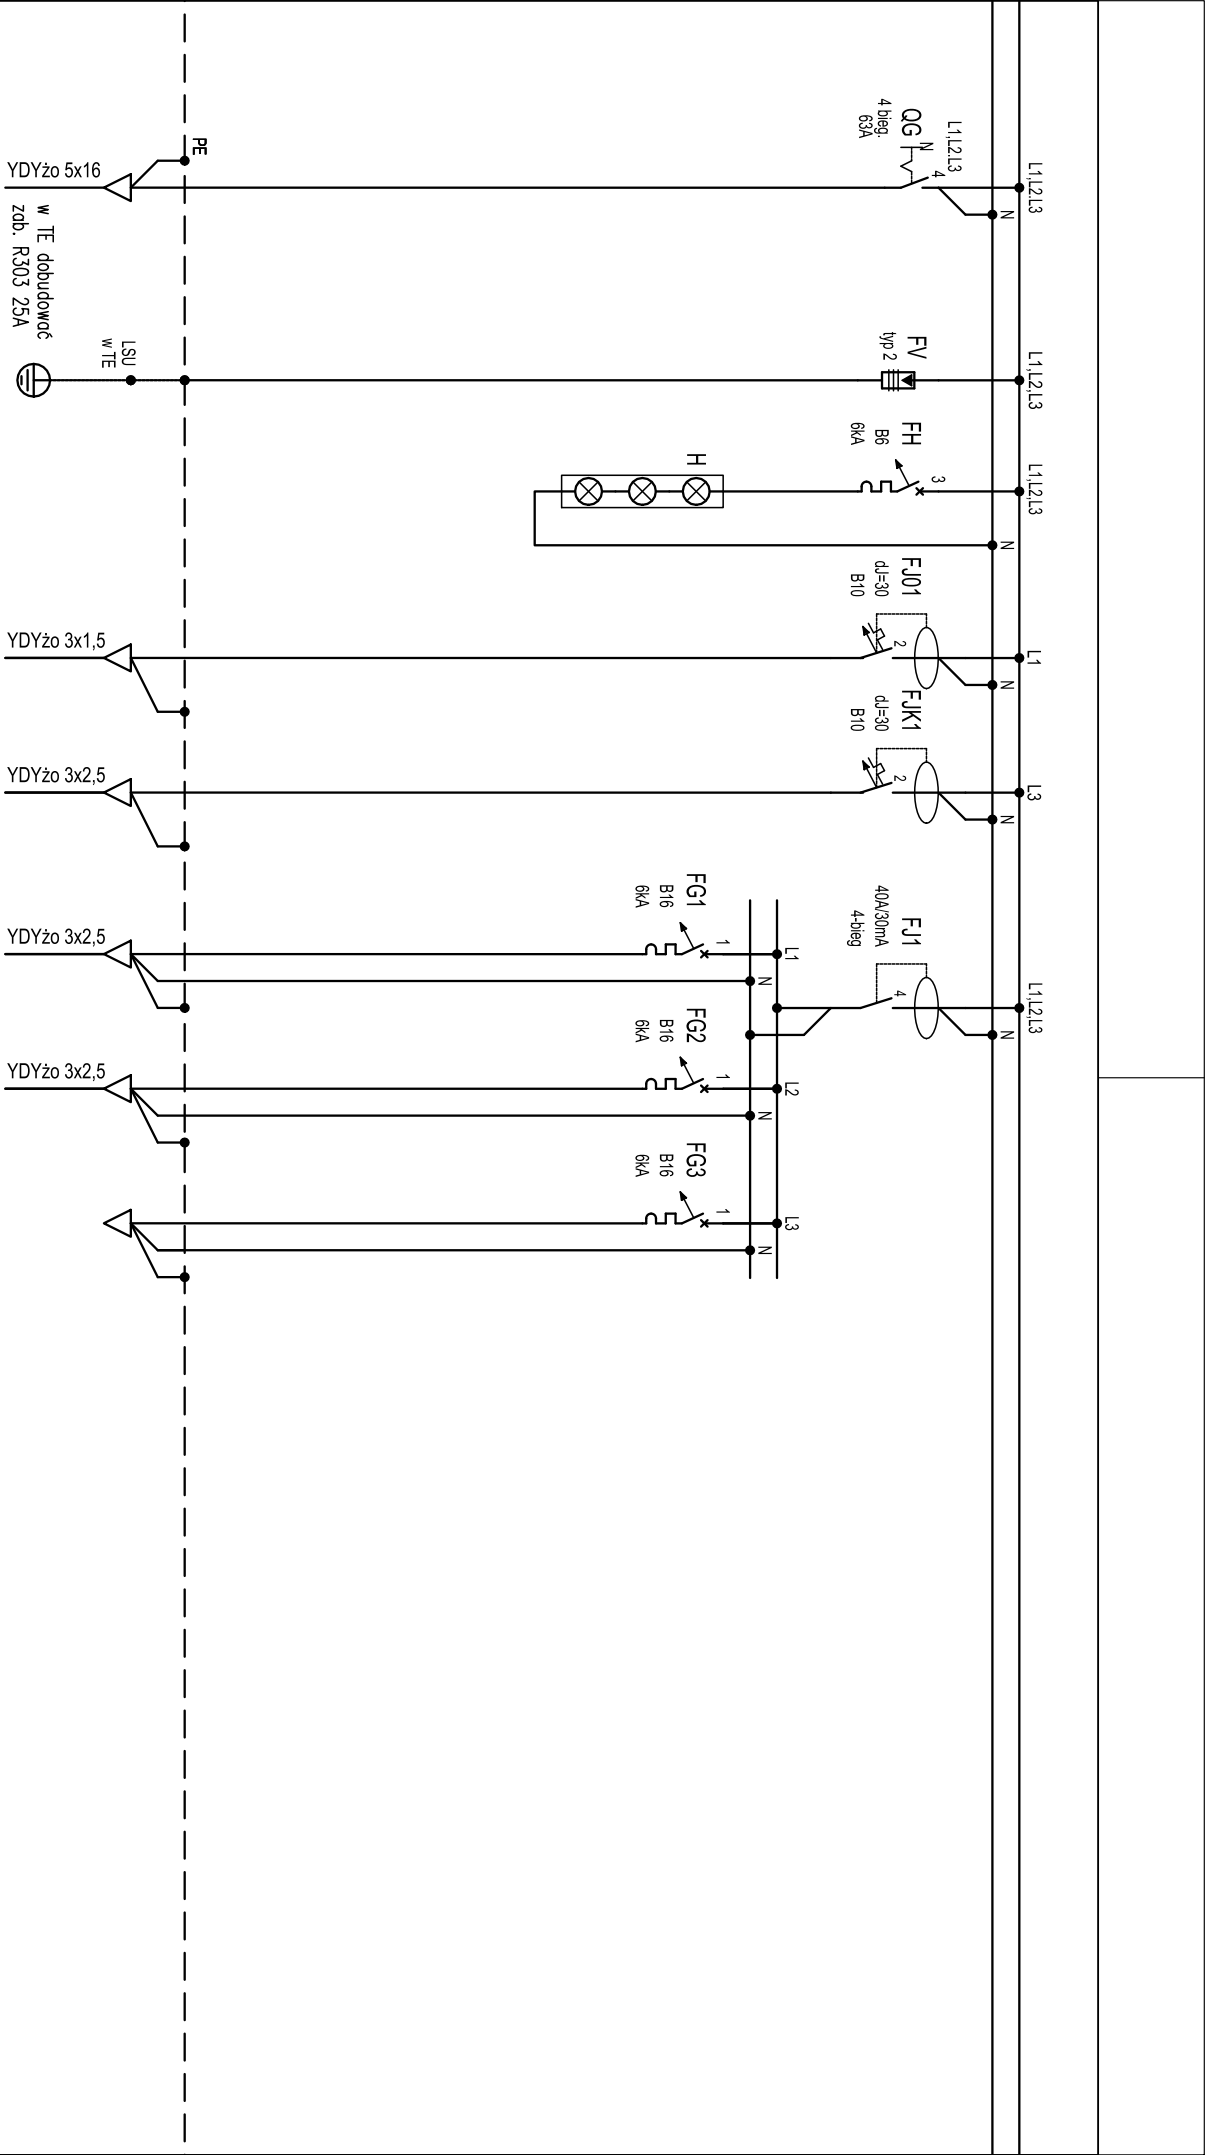 L1,L2.L3
N
L1,L2.L3
N
4
QG
4 bieg.
63A
PE
YDYżo 5x16
w TE dobudować
zab. R303 25A
L1,L2,L3
FV
typ 2
LSU
w TE
L1,L2,L3
N
3
FH
B6
6kA
H
L1
N
FJ01
dJ=30
B10
2
YDYżo 3x1,5
L3
N
FJK1
dJ=30
B10
2
YDYżo 3x2,5
L1,L2,L3
N
FJ1
40A/30mA
4-bieg
4
L1
N
1
FG1
B16
6kA
YDYżo 3x2,5
L2
N
1
FG2
B16
6kA
YDYżo 3x2,5
L3
N
1
FG3
B16
6kA